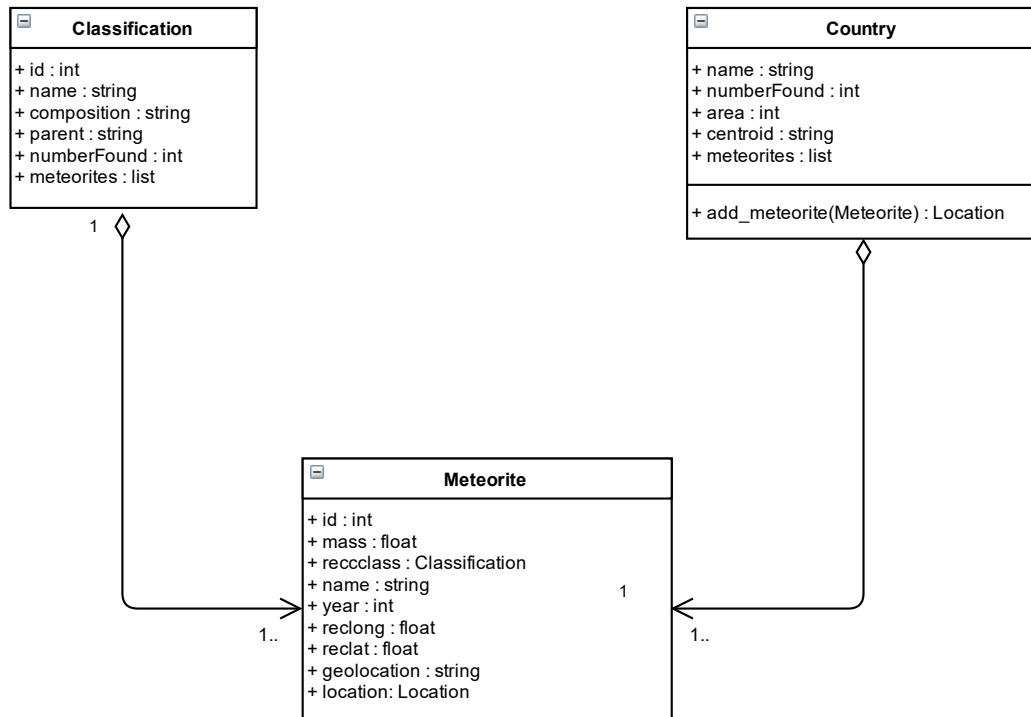 Classification
+ id : int
+ name : string
+ composition : string
+ parent : string
+ numberFound : int
+ meteorites : list
1
Country
+ name : string
+ numberFound : int
+ area : int
+ centroid : string
+ meteorites : list
+ add_meteorite(Meteorite) : Location
Meteorite
+ id : int
+ mass : float
+ reccclass : Classification
+ name : string
+ year : int
+ reclong : float
+ reclat : float
+ geolocation : string
+ location: Location
1
1..
1..